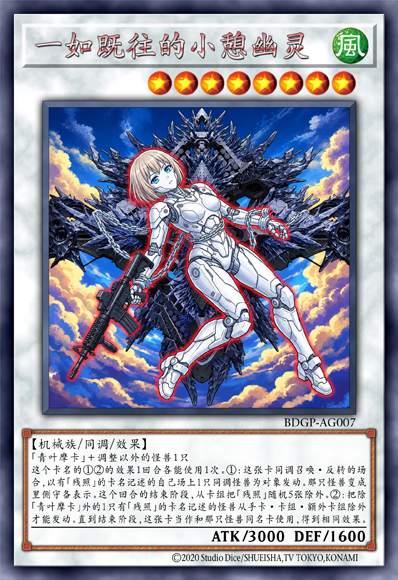 一如既往的小憩幽灵
風
BDGP-AG007
【机械族/同调/效果】
「青叶摩卡」+调整以外的怪兽1只
这个卡名的①②的效果1回合各能使用1次。①:这张卡同调召唤・反转的场
合,以有「残照」的卡名记述的自己场上1只同调怪兽为对象发动。那只怪兽变成
里侧守备表示。这个回合的结束阶段,从卡组把「残照」随机5张除外。②:把除
「青叶摩卡」外的1只有「残照」的卡名记述的怪兽从手卡・卡组・额外卡组除外
才能发动。直到结束阶段,这张卡当作和那只怪兽同名卡使用,得到相同效果。
ATK/3000 DEF/1600
©2020 Studio Dice/SHUEISHA,TV TOKYO,KONAMI